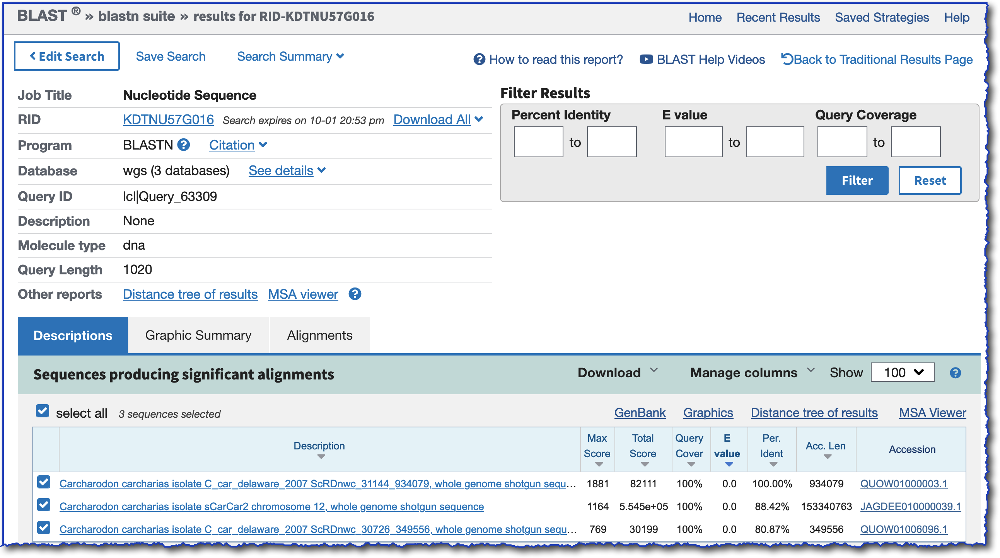 BLAST ® » blastn suite » results for RID-KDTNU57G016
Home Recent Results Saved Strategies Help
Edit Search Save Search Search Summary
How to read this report? BLAST Help Videos Back to Traditional Results Page
Job Title Nucleotide Sequence
RID KDTNU57G016 Search expires on 10-01 20:53 pm Download All
Program BLASTN Citation
Database wgs (3 databases) See details
Query ID lcl|Query_63309
Description None
Molecule type dna
Query Length 1020
Other reports Distance tree of results MSA viewer
Filter Results
Percent Identity E value Query Coverage
to to to
Filter Reset
Descriptions Graphic Summary Alignments
Sequences producing significant alignments Download Manage columns Show 100
select all 3 sequences selected GenBank Graphics Distance tree of results MSA Viewer
Description Max Score Total Score Query Cover E value Per. Ident Acc. Len Accession
Carcharodon carcharias isolate C_car_delaware_2007 ScRDnwc_31144_934079, whole genome shotgun sequ... 1881 82111 100% 0.0 100.00% 934079 QUOW01000003.1
Carcharodon carcharias isolate sCarCar2 chromosome 12, whole genome shotgun sequence 1164 5.545e+05 100% 0.0 88.42% 153340763 JAGDEE010000039.1
Carcharodon carcharias isolate C_car_delaware_2007 ScRDnwc_30726_349556, whole genome shotgun sequ... 769 30199 100% 0.0 80.87% 349556 QUOW01006096.1